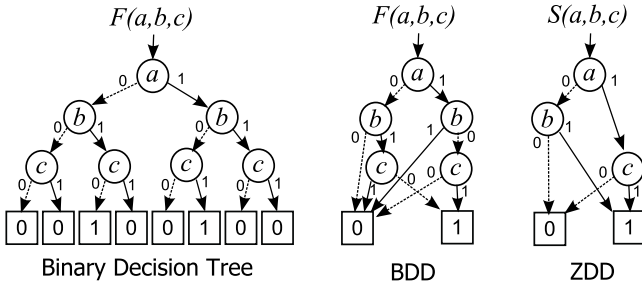 F(a,b,c)
a
0 1
b b
0 1 0 1
c c c c
0 1 0 1 0 1 0 1
0 0 1 0 0 1 0 0
Binary Decision Tree
F(a,b,c)
a
0 1
b b
0 1 1 0
c c
1 0 0 1
0 1
BDD
S(a,b,c)
a
0 1
b
0 1
c
0 1
0 1
ZDD